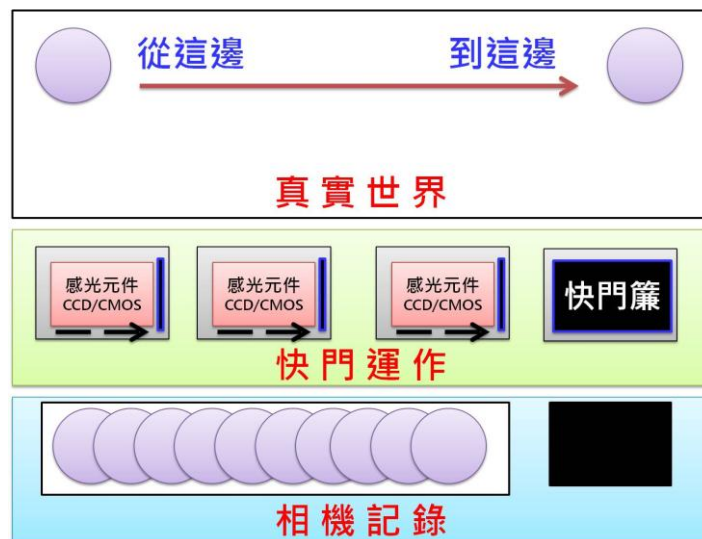 從這邊
到這邊
真實世界
感光元件
CCD/CMOS
感光元件
CCD/CMOS
感光元件
CCD/CMOS
快門簾
快門運作
相機記錄